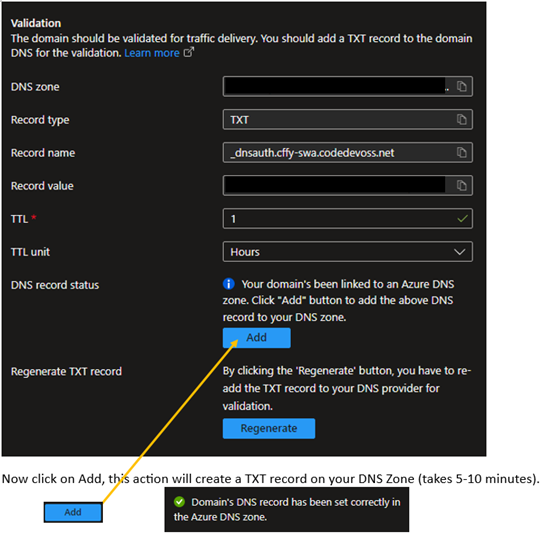 Validation
The domain should be validated for traffic delivery. You should add a TXT record to the domain
DNS for the validation. Learn more
DNS zone
Record type TXT
Record name _dnsauth.cffy-swa.codedevoss.net
Record value
TTL * 1
TTL unit Hours
DNS record status Your domain's been linked to an Azure DNS
zone. Click "Add" button to add the above DNS
record to your DNS zone.
Add
Regenerate TXT record By clicking the 'Regenerate' button, you have to re-
add the TXT record to your DNS provider for
validation.
Regenerate
Now click on Add, this action will create a TXT record on your DNS Zone (takes 5-10 minutes).
Add Domain's DNS record has been set correctly in
the Azure DNS zone.